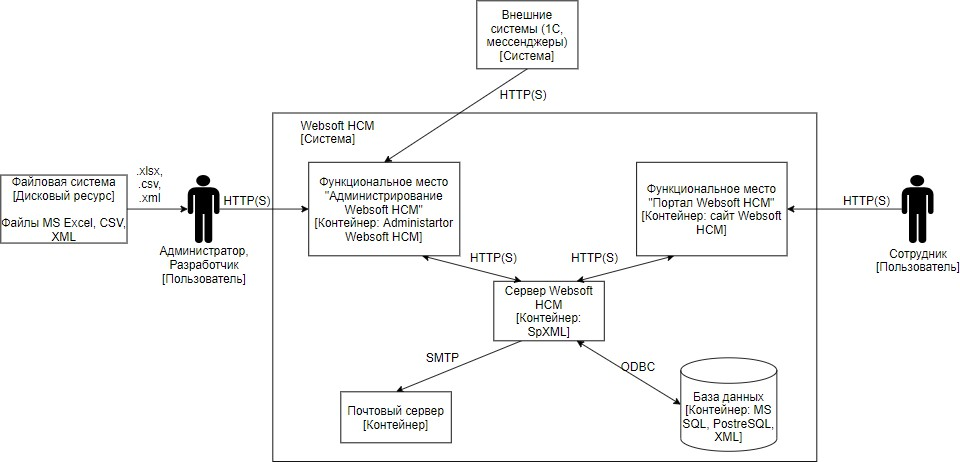 Внешние
системы (1С,
мессенджеры)
[Система]
HTTP(S)
Websoft HCM
[Система]
Файловая система
[Дисковый ресурс]
Файлы MS Excel, CSV,
XML
.xlsx,
.csv,
.xml
Администратор,
Разработчик
[Пользователь]
HTTP(S)
Функциональное место
"Администрирование
Websoft HCM"
[Контейнер: Administartor
Websoft HCM]
Функциональное место
"Портал Websoft HCM"
[Контейнер: сайт Websoft
HCM]
HTTP(S)
Сотрудник
[Пользователь]
HTTP(S)
HTTP(S)
Сервер Websoft
HCM
[Контейнер:
SpXML]
SMTP
ODBC
Почтовый сервер
[Контейнер]
База данных
[Контейнер: MS
SQL, PostreSQL,
XML]